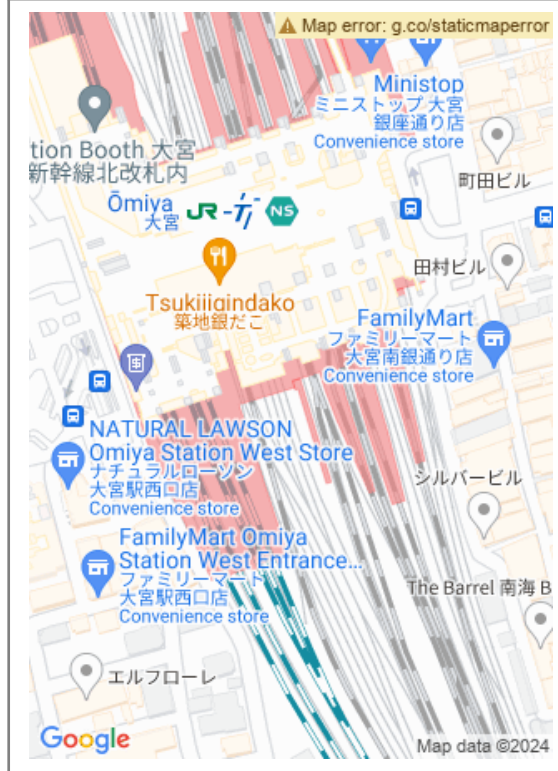 Map error: g.co/staticmaperror
Ministop
ミニストップ 大宮
銀座通り店
Convenience store
tion Booth 大宮
新幹線北改札内
町田ビル
Ōmiya
大宮
JR
NS
田村ビル
Tsukijigindako
築地銀だこ
FamilyMart
ファミリーマート
大宮南銀通り店
Convenience store
NATURAL LAWSON
Omiya Station West Store
ナチュラルローソン
大宮駅西口店
Convenience store
シルバービル
FamilyMart Omiya
Station West Entrance...
ファミリーマート
大宮駅西口店
Convenience store
The Barrel 南海 B
エルフローレ
Google
Map data ©2024